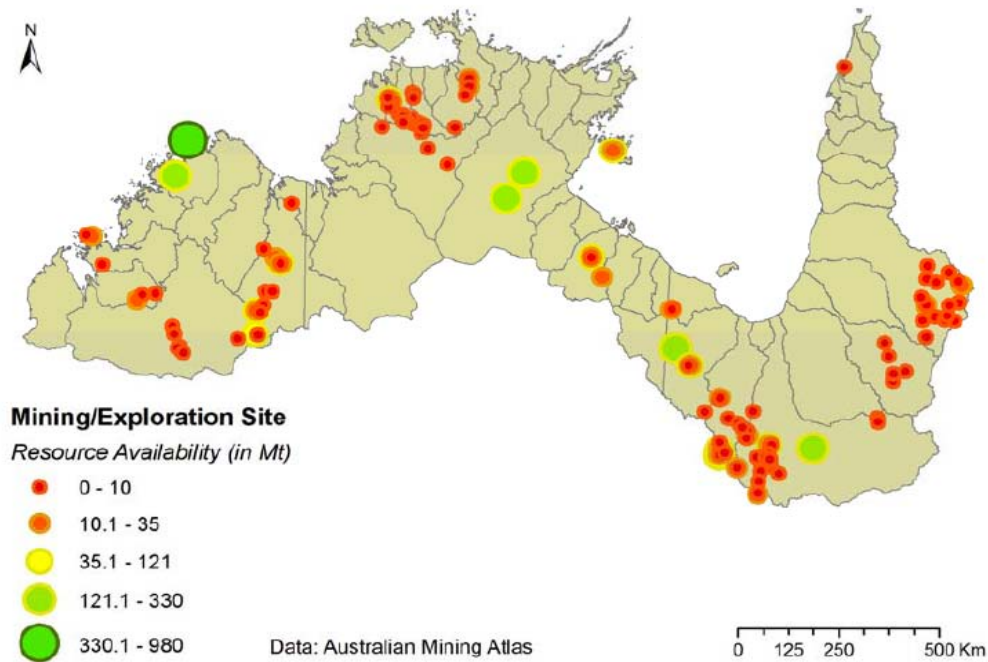 N
Mining/Exploration Site
Resource Availability (in Mt)
0 - 10
10.1 - 35
35.1 - 121
121.1 - 330
330.1 - 980
Data: Australian Mining Atlas
0 125 250 500 Km